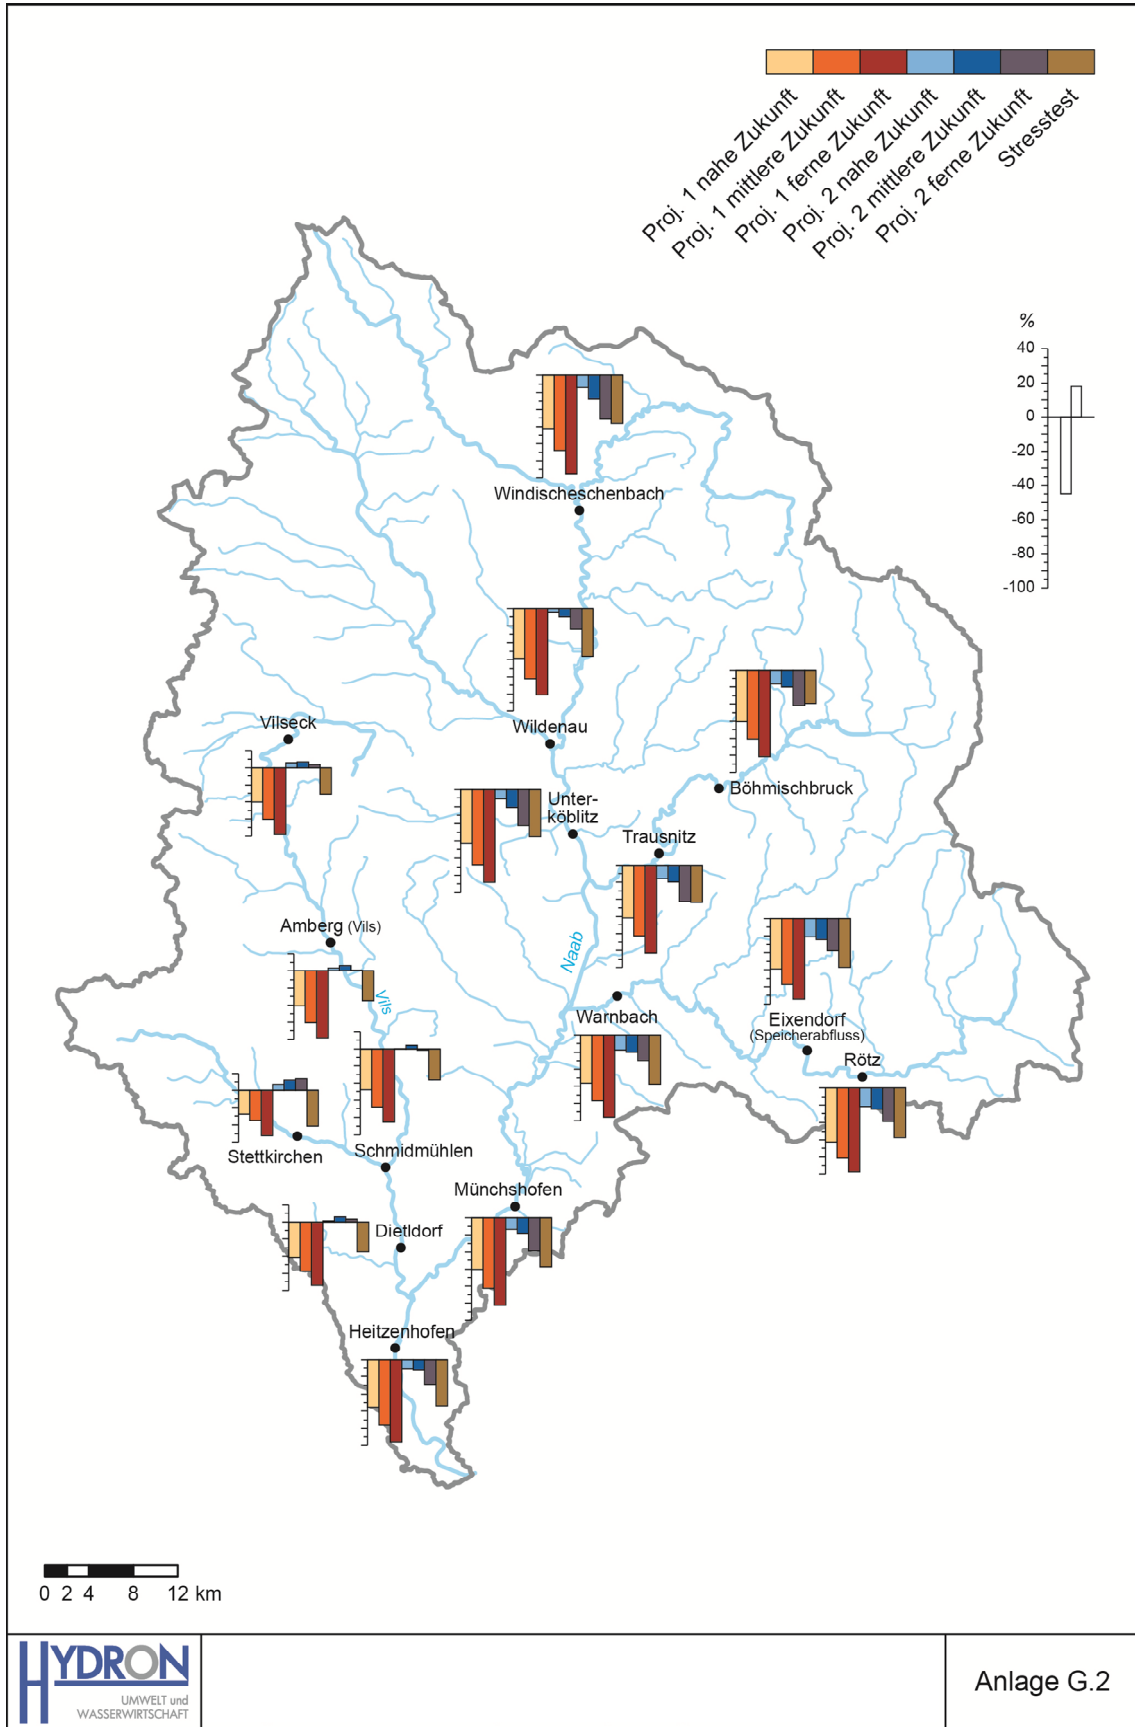 Proj. 1 nahe Zukunft
Proj. 1 mittlere Zukunft
Proj. 1 ferne Zukunft
Proj. 2 nahe Zukunft
Proj. 2 mittlere Zukunft
Proj. 2 ferne Zukunft
Stresstest
%
40
20
0
-20
-40
-60
-80
-100
Windischeschenbach
Wildenau
Vilseck
Böhmischbruck
Unter-
köblitz
Trausnitz
Amberg (Vils)
Naab
Vils
Warnbach
Eixendorf
(Speicherabfluss)
Rötz
Stettkirchen
Schmidmühlen
Münchshofen
Dietldorf
Heitzenhofen
0 2 4 8 12 km
HYDRON
UMWELT und
WASSERWIRTSCHAFT
Anlage G.2